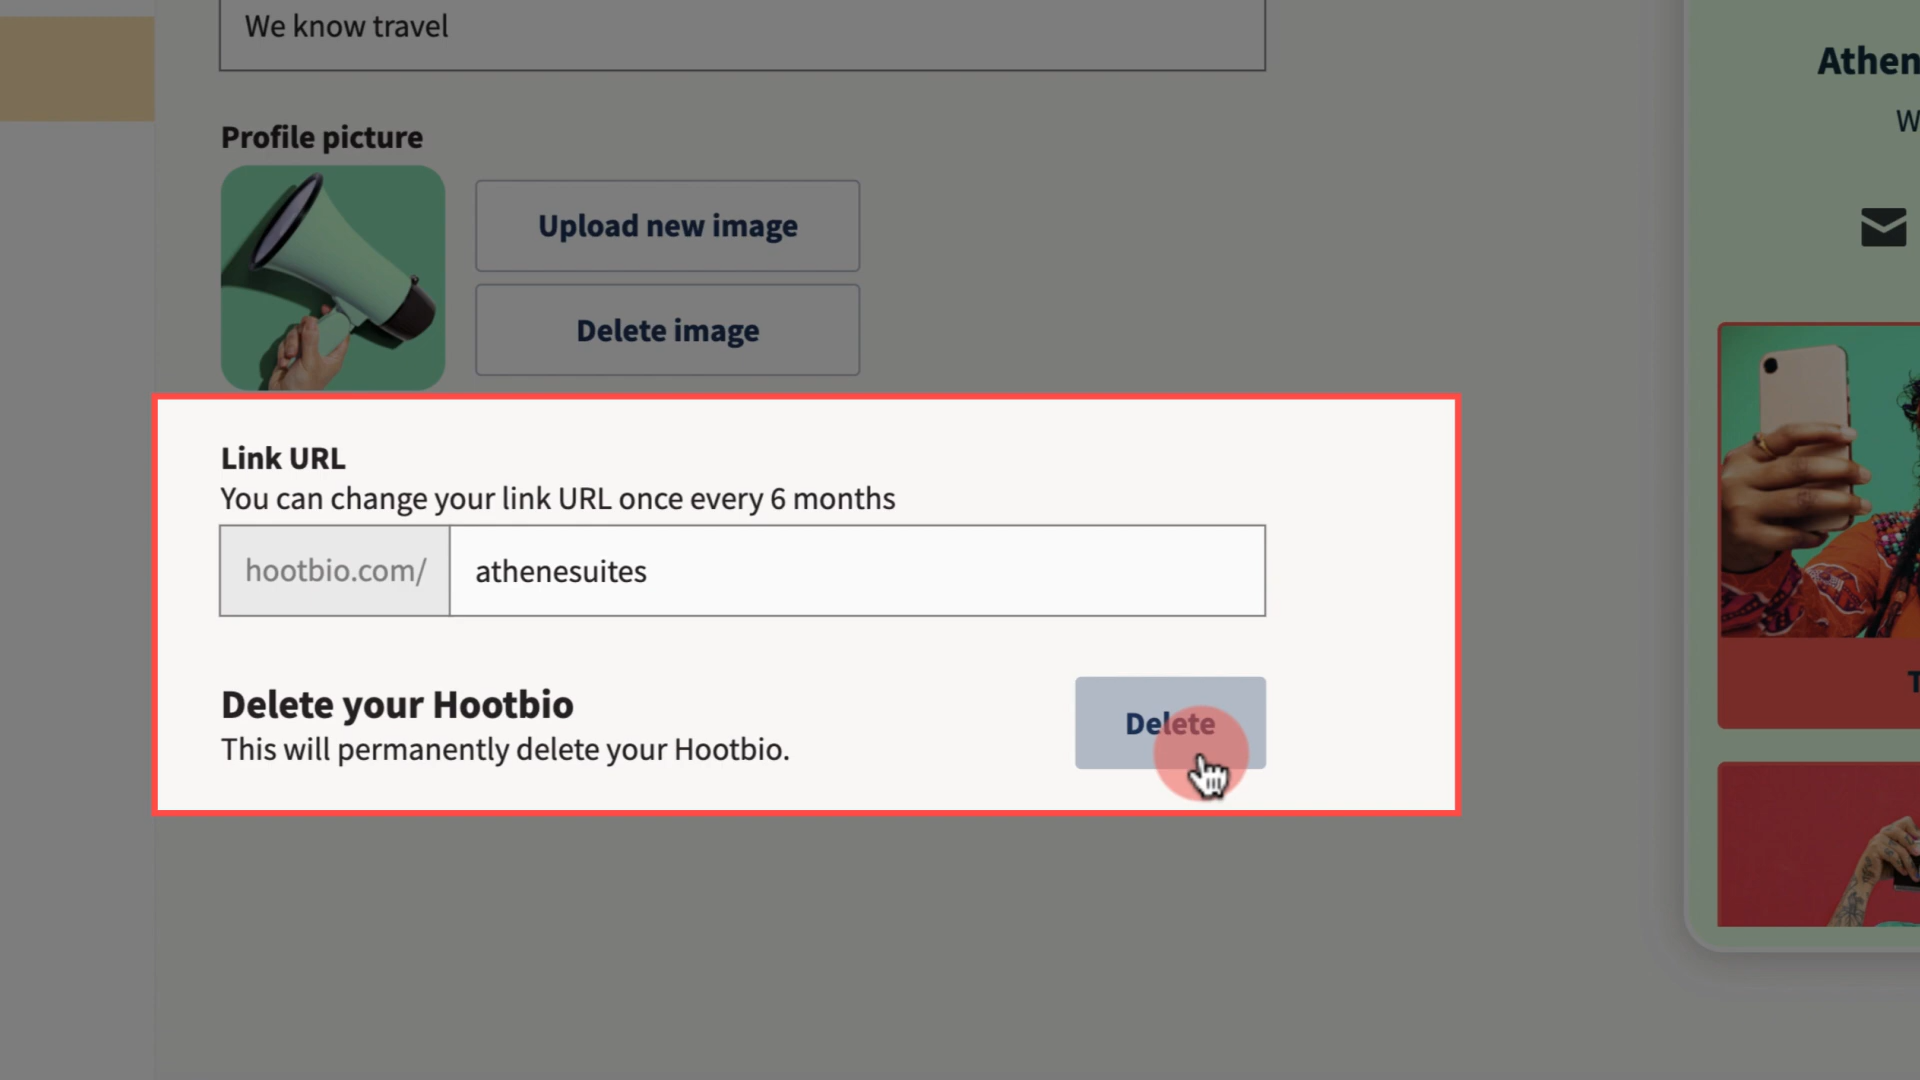 We know travel
Athen
W
Profile picture
Upload new image
Delete image
Link URL
You can change your link URL once every 6 months
hootbio.com/
athenesuites
T
Delete your Hootbio
Delete
This will permanently delete your Hootbio.